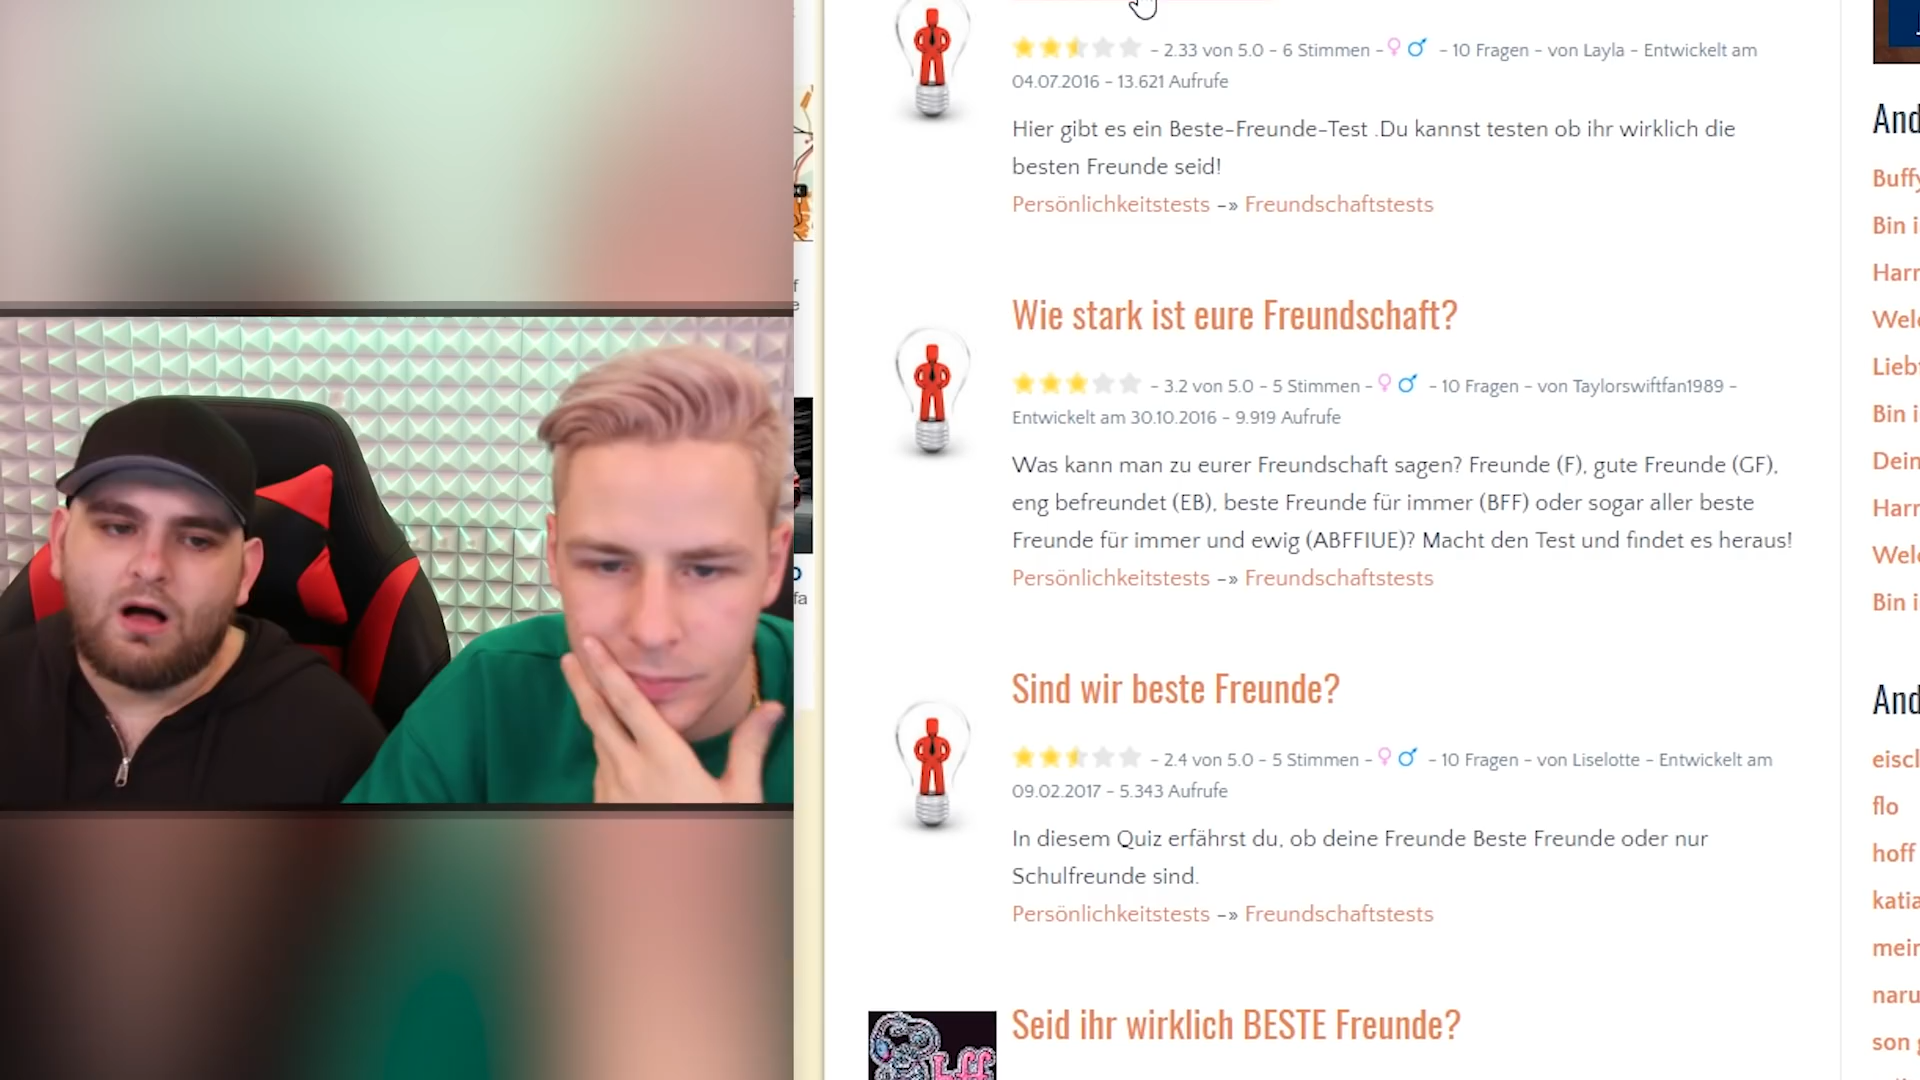 - 2.33 von 5.0 - 6 Stimmen - ♀ ♂ - 10 Fragen - von Layla - Entwickelt am
04.07.2016 - 13.621 Aufrufe
Hier gibt es ein Beste-Freunde-Test .Du kannst testen ob ihr wirklich die
besten Freunde seid!
Persönlichkeitstests -» Freundschaftstests
Wie stark ist eure Freundschaft?
- 3.2 von 5.0 - 5 Stimmen - ♀ ♂ - 10 Fragen - von Taylorswiftfan1989 -
Entwickelt am 30.10.2016 - 9.919 Aufrufe
Was kann man zu eurer Freundschaft sagen? Freunde (F), gute Freunde (GF),
eng befreundet (EB), beste Freunde für immer (BFF) oder sogar aller beste
Freunde für immer und ewig (ABFFIUE)? Macht den Test und findet es heraus!
Persönlichkeitstests -» Freundschaftstests
Sind wir beste Freunde?
- 2.4 von 5.0 - 5 Stimmen - ♀ ♂ - 10 Fragen - von Liselotte - Entwickelt am
09.02.2017 - 5.343 Aufrufe
In diesem Quiz erfährst du, ob deine Freunde Beste Freunde oder nur
Schulfreunde sind.
Persönlichkeitstests -» Freundschaftstests
Seid ihr wirklich BESTE Freunde?
bff
And
Buffy
Bin i
Harr
Welc
Liebt
Bin i
Dein
Harr
Welc
Bin i
And
eiscl
flo
hoff
katia
mein
naru
son g